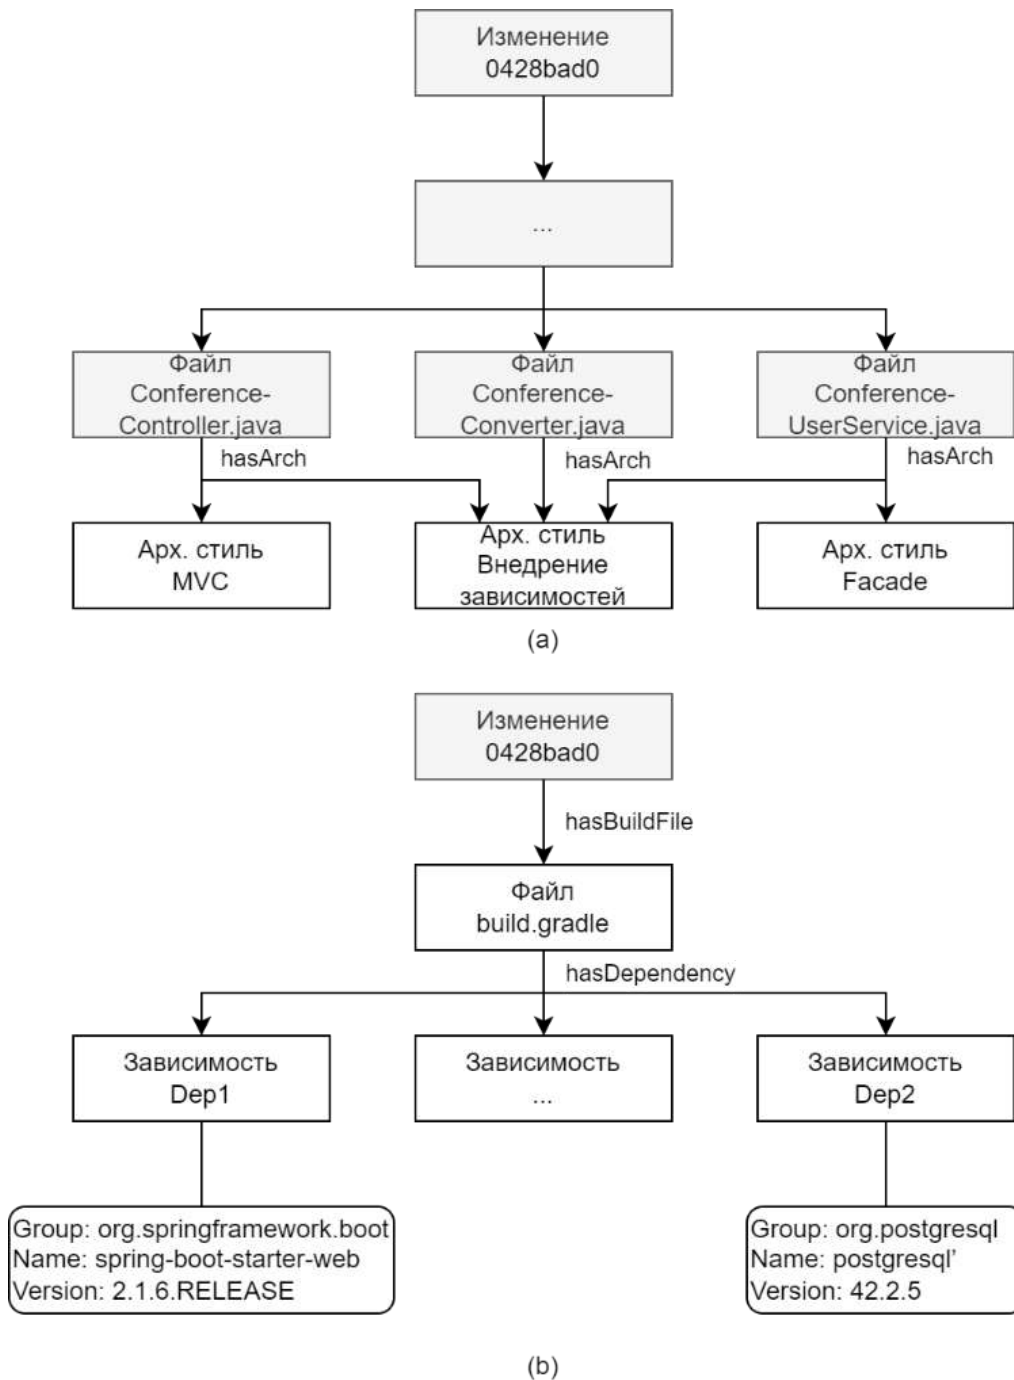 Изменение
0428bad0
...
Файл
Conference-
Controller.java
Файл
Conference-
Converter.java
Файл
Conference-
UserService.java
hasArch
hasArch
hasArch
Арх. стиль
MVC
Арх. стиль
Внедрение
зависимостей
Арх. стиль
Facade
(a)
Изменение
0428bad0
hasBuildFile
Файл
build.gradle
hasDependency
Зависимость
Dep1
Зависимость
...
Зависимость
Dep2
Group: org.springframework.boot
Name: spring-boot-starter-web
Version: 2.1.6.RELEASE
Group: org.postgresql
Name: postgresql’
Version: 42.2.5
(b)